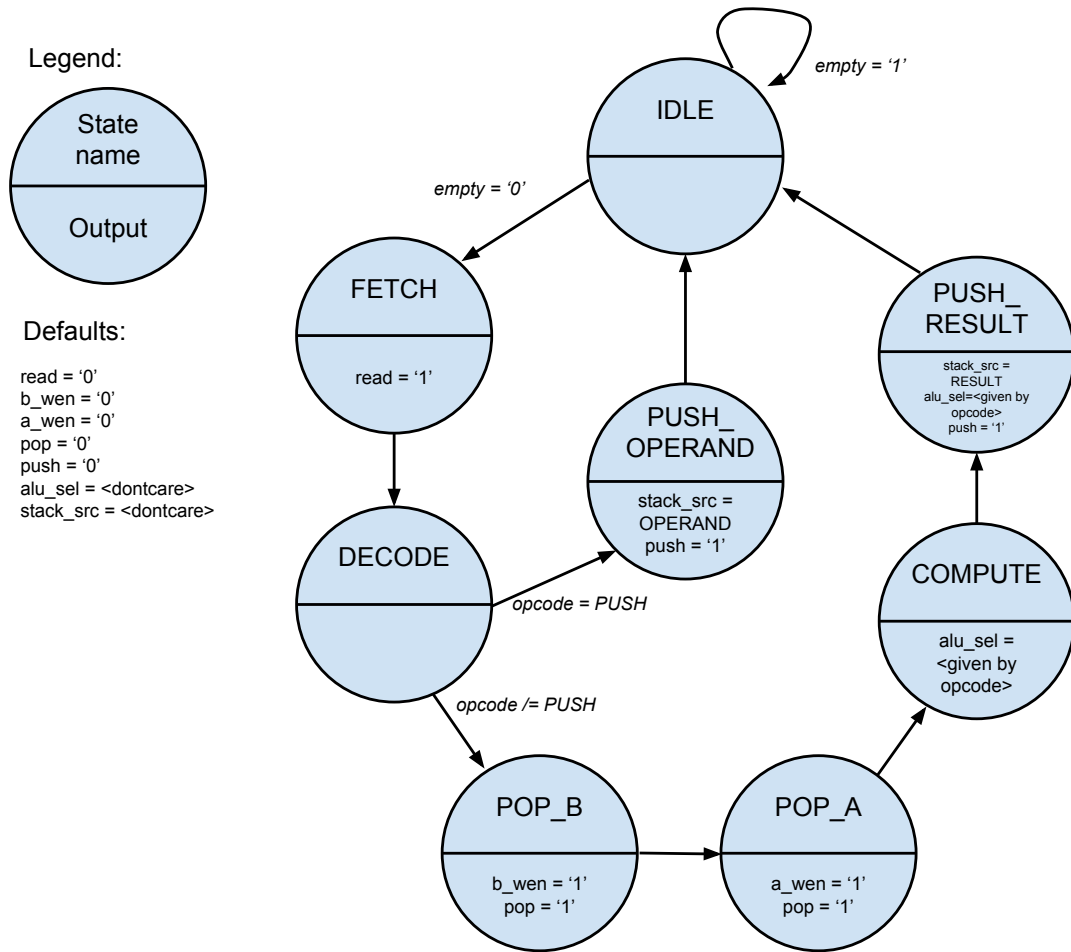 Legend:
State
name
Output
Defaults:
read = ‘0’
b_wen = ‘0’
a_wen = ‘0’
pop = ‘0’
push = ‘0’
alu_sel = <dontcare>
stack_src = <dontcare>
IDLE
empty = ‘1’
empty = ‘0’
FETCH
read = ‘1’
DECODE
opcode = PUSH
opcode /= PUSH
PUSH_
OPERAND
stack_src =
OPERAND
push = ‘1’
POP_B
b_wen = ‘1’
pop = ‘1’
POP_A
a_wen = ‘1’
pop = ‘1’
COMPUTE
alu_sel =
<given by
opcode>
PUSH_
RESULT
stack_src =
RESULT
alu_sel=<given by
opcode>
push = ‘1’